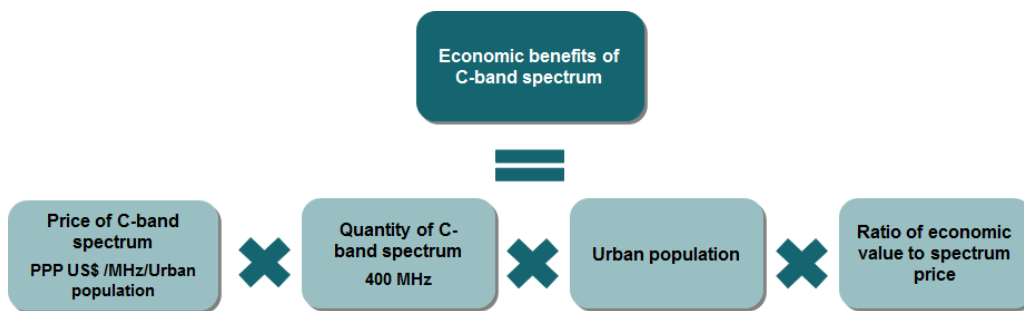 Economic benefits of
C-band spectrum
Price of C-band
spectrum
PPP US$ /MHz/Urban
population
Quantity of C-
band spectrum
400 MHz
Urban population
Ratio of economic
value to spectrum
price